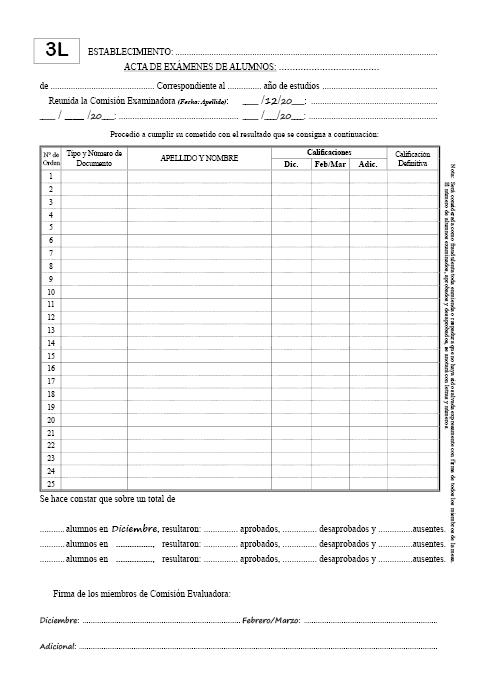 3L
ESTABLECIMIENTO: ........................................................
ACTA DE EXÁMENES DE ALUMNOS: ........................................
de .............................. Correspondiente al .............. año de estudios ..............................
Reunida la Comisión Examinadora (Fecha: Apellido): ____ /12/20___: ..............................
____ / ____ /20___: .............................. ____ /___/20___: ..............................
Procedió a cumplir su cometido con el resultado que se consigna a continuación:
Nº de Orden Tipo y Número de Documento APELLIDO Y NOMBRE Calificaciones Calificación Definitiva
Dic. Feb/Mar Adic.
1
2
3
4
5
6
7
8
9
10
11
12
13
14
15
16
17
18
19
20
21
22
23
24
25
Nota: Será considerada como fraudulenta toda enmienda o raspadura que no haya sido salvada expresamente con firma de todos los miembros de la mesa.
El número de alumnos examinados, aprobados y desaprobados, se anotará con letras y números.
Se hace constar que sobre un total de
........... alumnos en Diciembre, resultaron: .............. aprobados, .............. desaprobados y ..............ausentes.
........... alumnos en ..............., resultaron: .............. aprobados, .............. desaprobados y ..............ausentes.
........... alumnos en ..............., resultaron: .............. aprobados, .............. desaprobados y ..............ausentes.
Firma de los miembros de Comisión Evaluadora:
Diciembre: .................................................. Febrero/Marzo: ..................................................
Adicional: ....................................................................................................